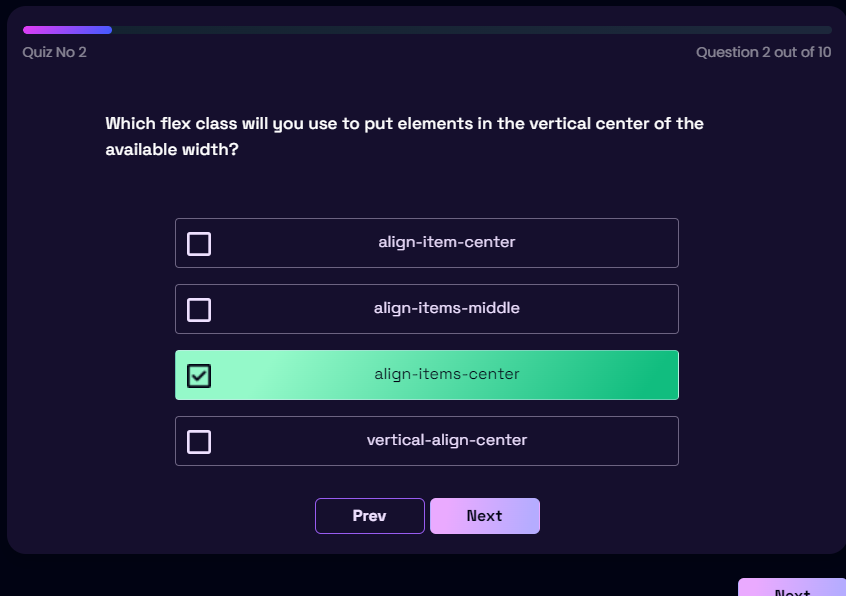 Quiz No 2
Question 2 out of 10
Which flex class will you use to put elements in the vertical center of the
available width?
align-item-center
align-items-middle
align-items-center
vertical-align-center
Prev
Next
Next